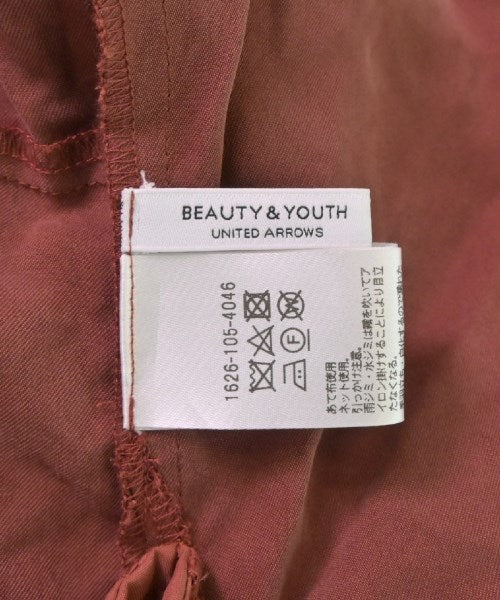 BEAUTY & YOUTH
UNITED ARROWS
1626-105-4046
あて布使用
ネット使用。
引っかけ注意。
雨ジミ・水ジミは霧を吹いてア
イロン掛けすることにより目立
たなくなる。